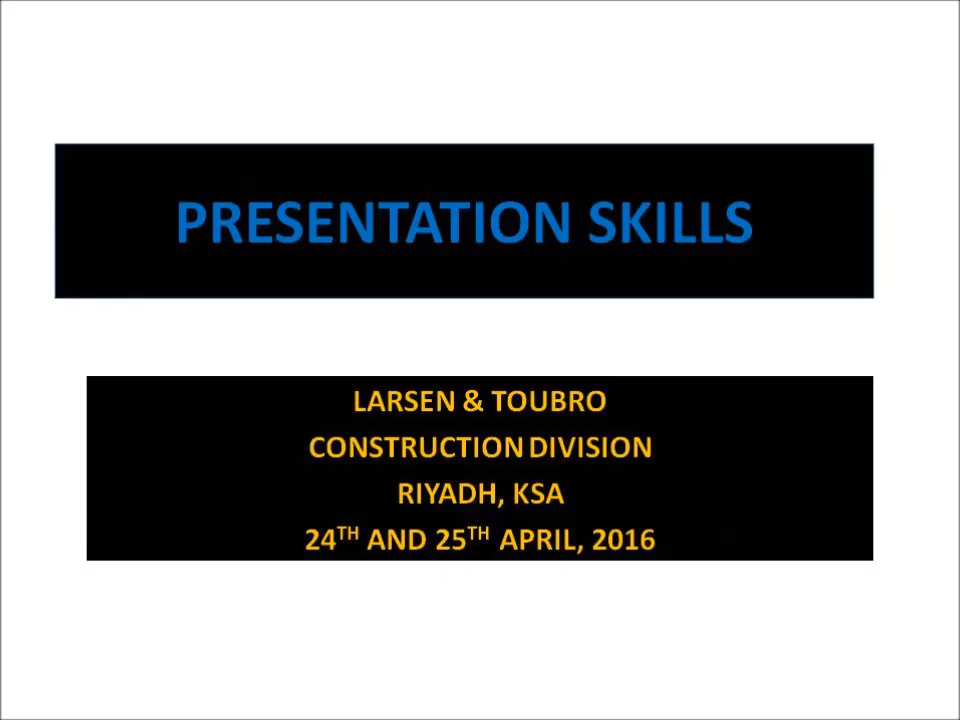 PRESENTATION SKILLS
LARSEN & TOUBRO
CONSTRUCTION DIVISION
RIYADH, KSA
24TH AND 25TH APRIL, 2016